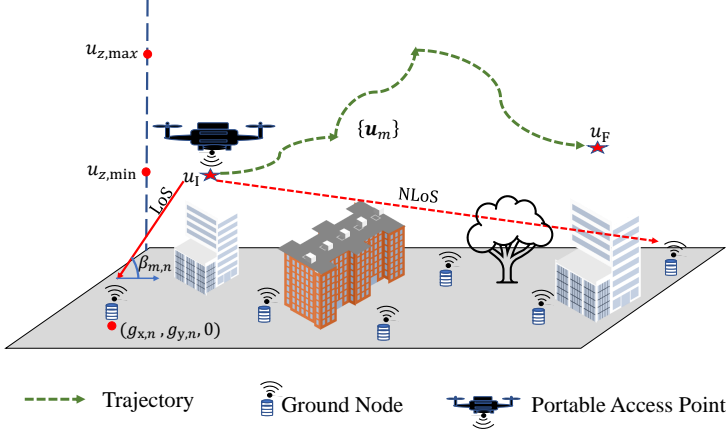 u_{z,max}
{u_m}
u_F
u_{z,min}
u_I
LoS
NLoS
β_{m,n}
(g_{x,n} , g_{y,n}, 0)
Trajectory
Ground Node
Portable Access Point